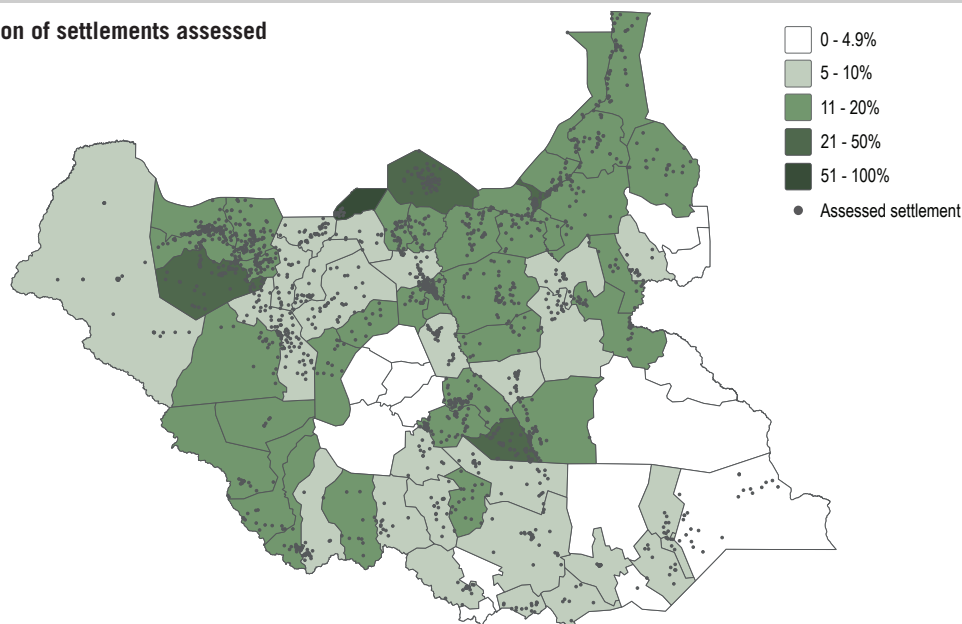 on of settlements assessed
0 - 4.9%
5 - 10%
11 - 20%
21 - 50%
51 - 100%
Assessed settlement